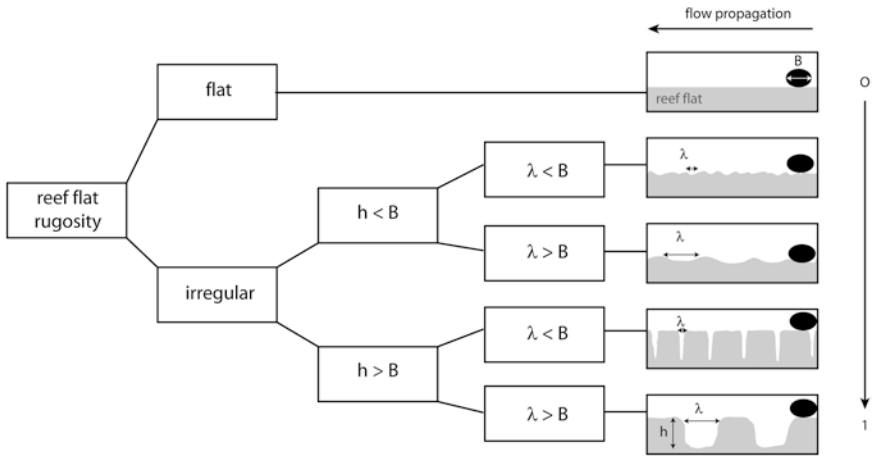 flow propagation
flat
B
reef flat
O
reef flat
rugosity
h < B
λ < B
λ
λ > B
λ
irregular
h > B
λ < B
λ
λ > B
λ
h
1